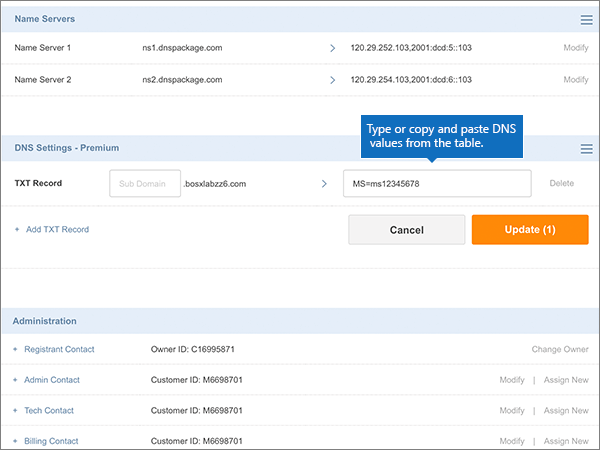 Name Servers
Name Server 1 ns1.dnspackage.com 120.29.252.103,2001:dcd:5::103 Modify
Name Server 2 ns2.dnspackage.com 120.29.254.103,2001:dcd:6::103 Modify
Type or copy and paste DNS
values from the table.
DNS Settings - Premium
TXT Record Sub Domain .bosxlabzz6.com MS=ms12345678 Delete
+ Add TXT Record Cancel Update (1)
Administration
+ Registrant Contact Owner ID: C16995871 Change Owner
+ Admin Contact Customer ID: M6698701 Modify | Assign New
+ Tech Contact Customer ID: M6698701 Modify | Assign New
+ Billing Contact Customer ID: M6698701 Modify | Assign New